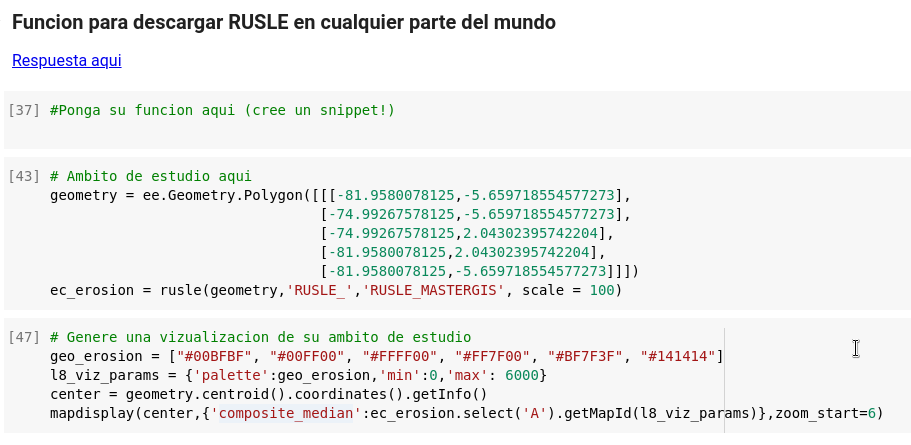 Funcion para descargar RUSLE en cualquier parte del mundo
Respuesta aqui
[37] #Ponga su funcion aqui (cree un snippet!)
[43] # Ambito de estudio aqui
geometry = ee.Geometry.Polygon([[[-81.9580078125,-5.659718554577273],
[-74.99267578125,-5.659718554577273],
[-74.99267578125,2.04302395742204],
[-81.9580078125,2.04302395742204],
[-81.9580078125,-5.659718554577273]]])
ec_erosion = rusle(geometry,'RUSLE_','RUSLE_MASTERGIS', scale = 100)
[47] # Genere una vizualizacion de su ambito de estudio
geo_erosion = ["#00BFBF", "#00FF00", "#FFFF00", "#FF7F00", "#BF7F3F", "#141414"]
l8_viz_params = {'palette':geo_erosion,'min':0,'max': 6000}
center = geometry.centroid().coordinates().getInfo()
mapdisplay(center,{'composite_median':ec_erosion.select('A').getMapId(l8_viz_params)},zoom_start=6)